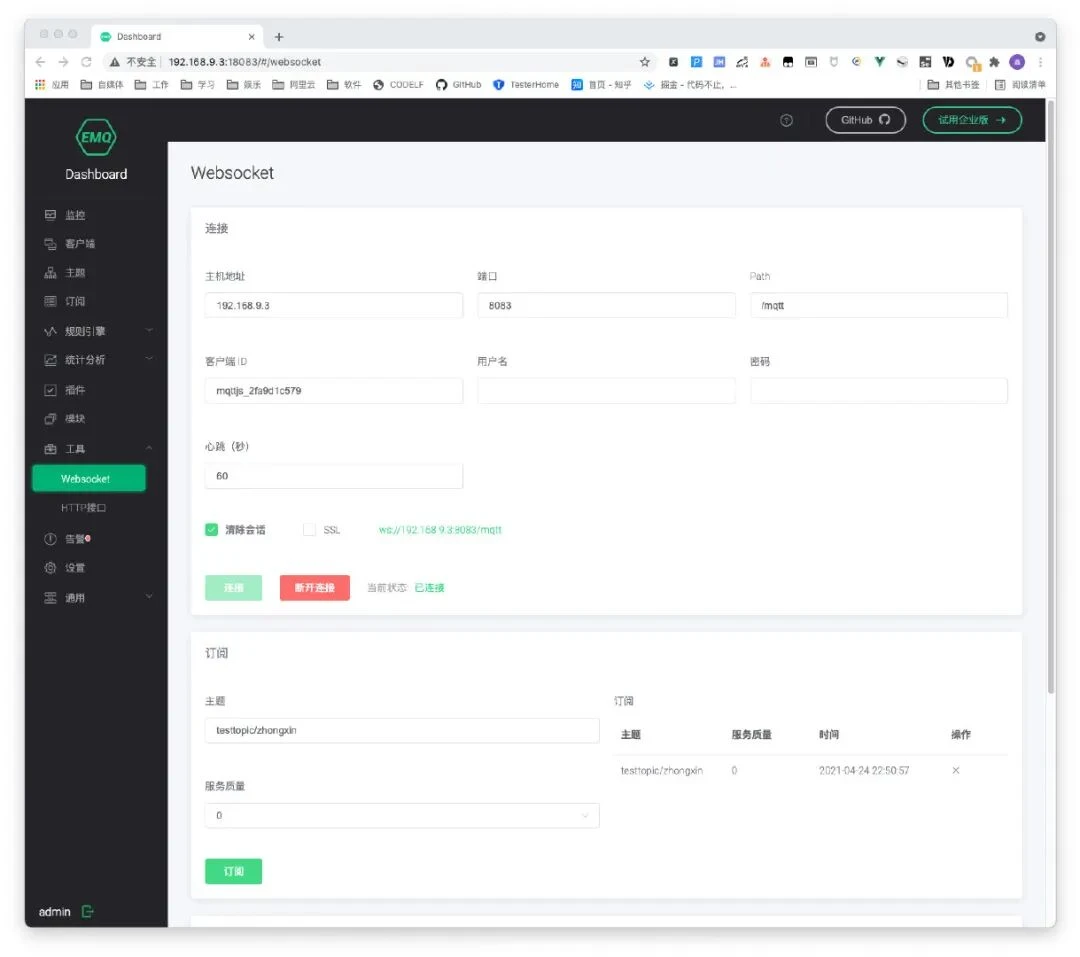 Dashboard
不安全 192.168.9.3:18083/#/websocket
应用 自媒体 工作 学习 娱乐 阿里云 软件 CODELF GitHub TesterHome 首页 - 知乎 掘金 - 代码不止，... 其他书签 阅读清单
EMQ
GitHub 试用企业版 →
Dashboard
Websocket
监控
客户端
主题
订阅
规则引擎
统计分析
插件
模块
工具
Websocket
HTTP接口
告警
设置
通用
admin
连接
主机地址 端口 Path
192.168.9.3 8083 /mqtt
客户端 ID 用户名 密码
mqttjs_2fa9d1c579
心跳（秒）
60
清除会话 SSL ws://192.168.9.3:8083/mqtt
连接 断开连接 当前状态: 已连接
订阅
主题 订阅
testtopic/zhongxin 主题 服务质量 时间 操作
testtopic/zhongxin 0 2021-04-24 22:50:57
服务质量
0
订阅